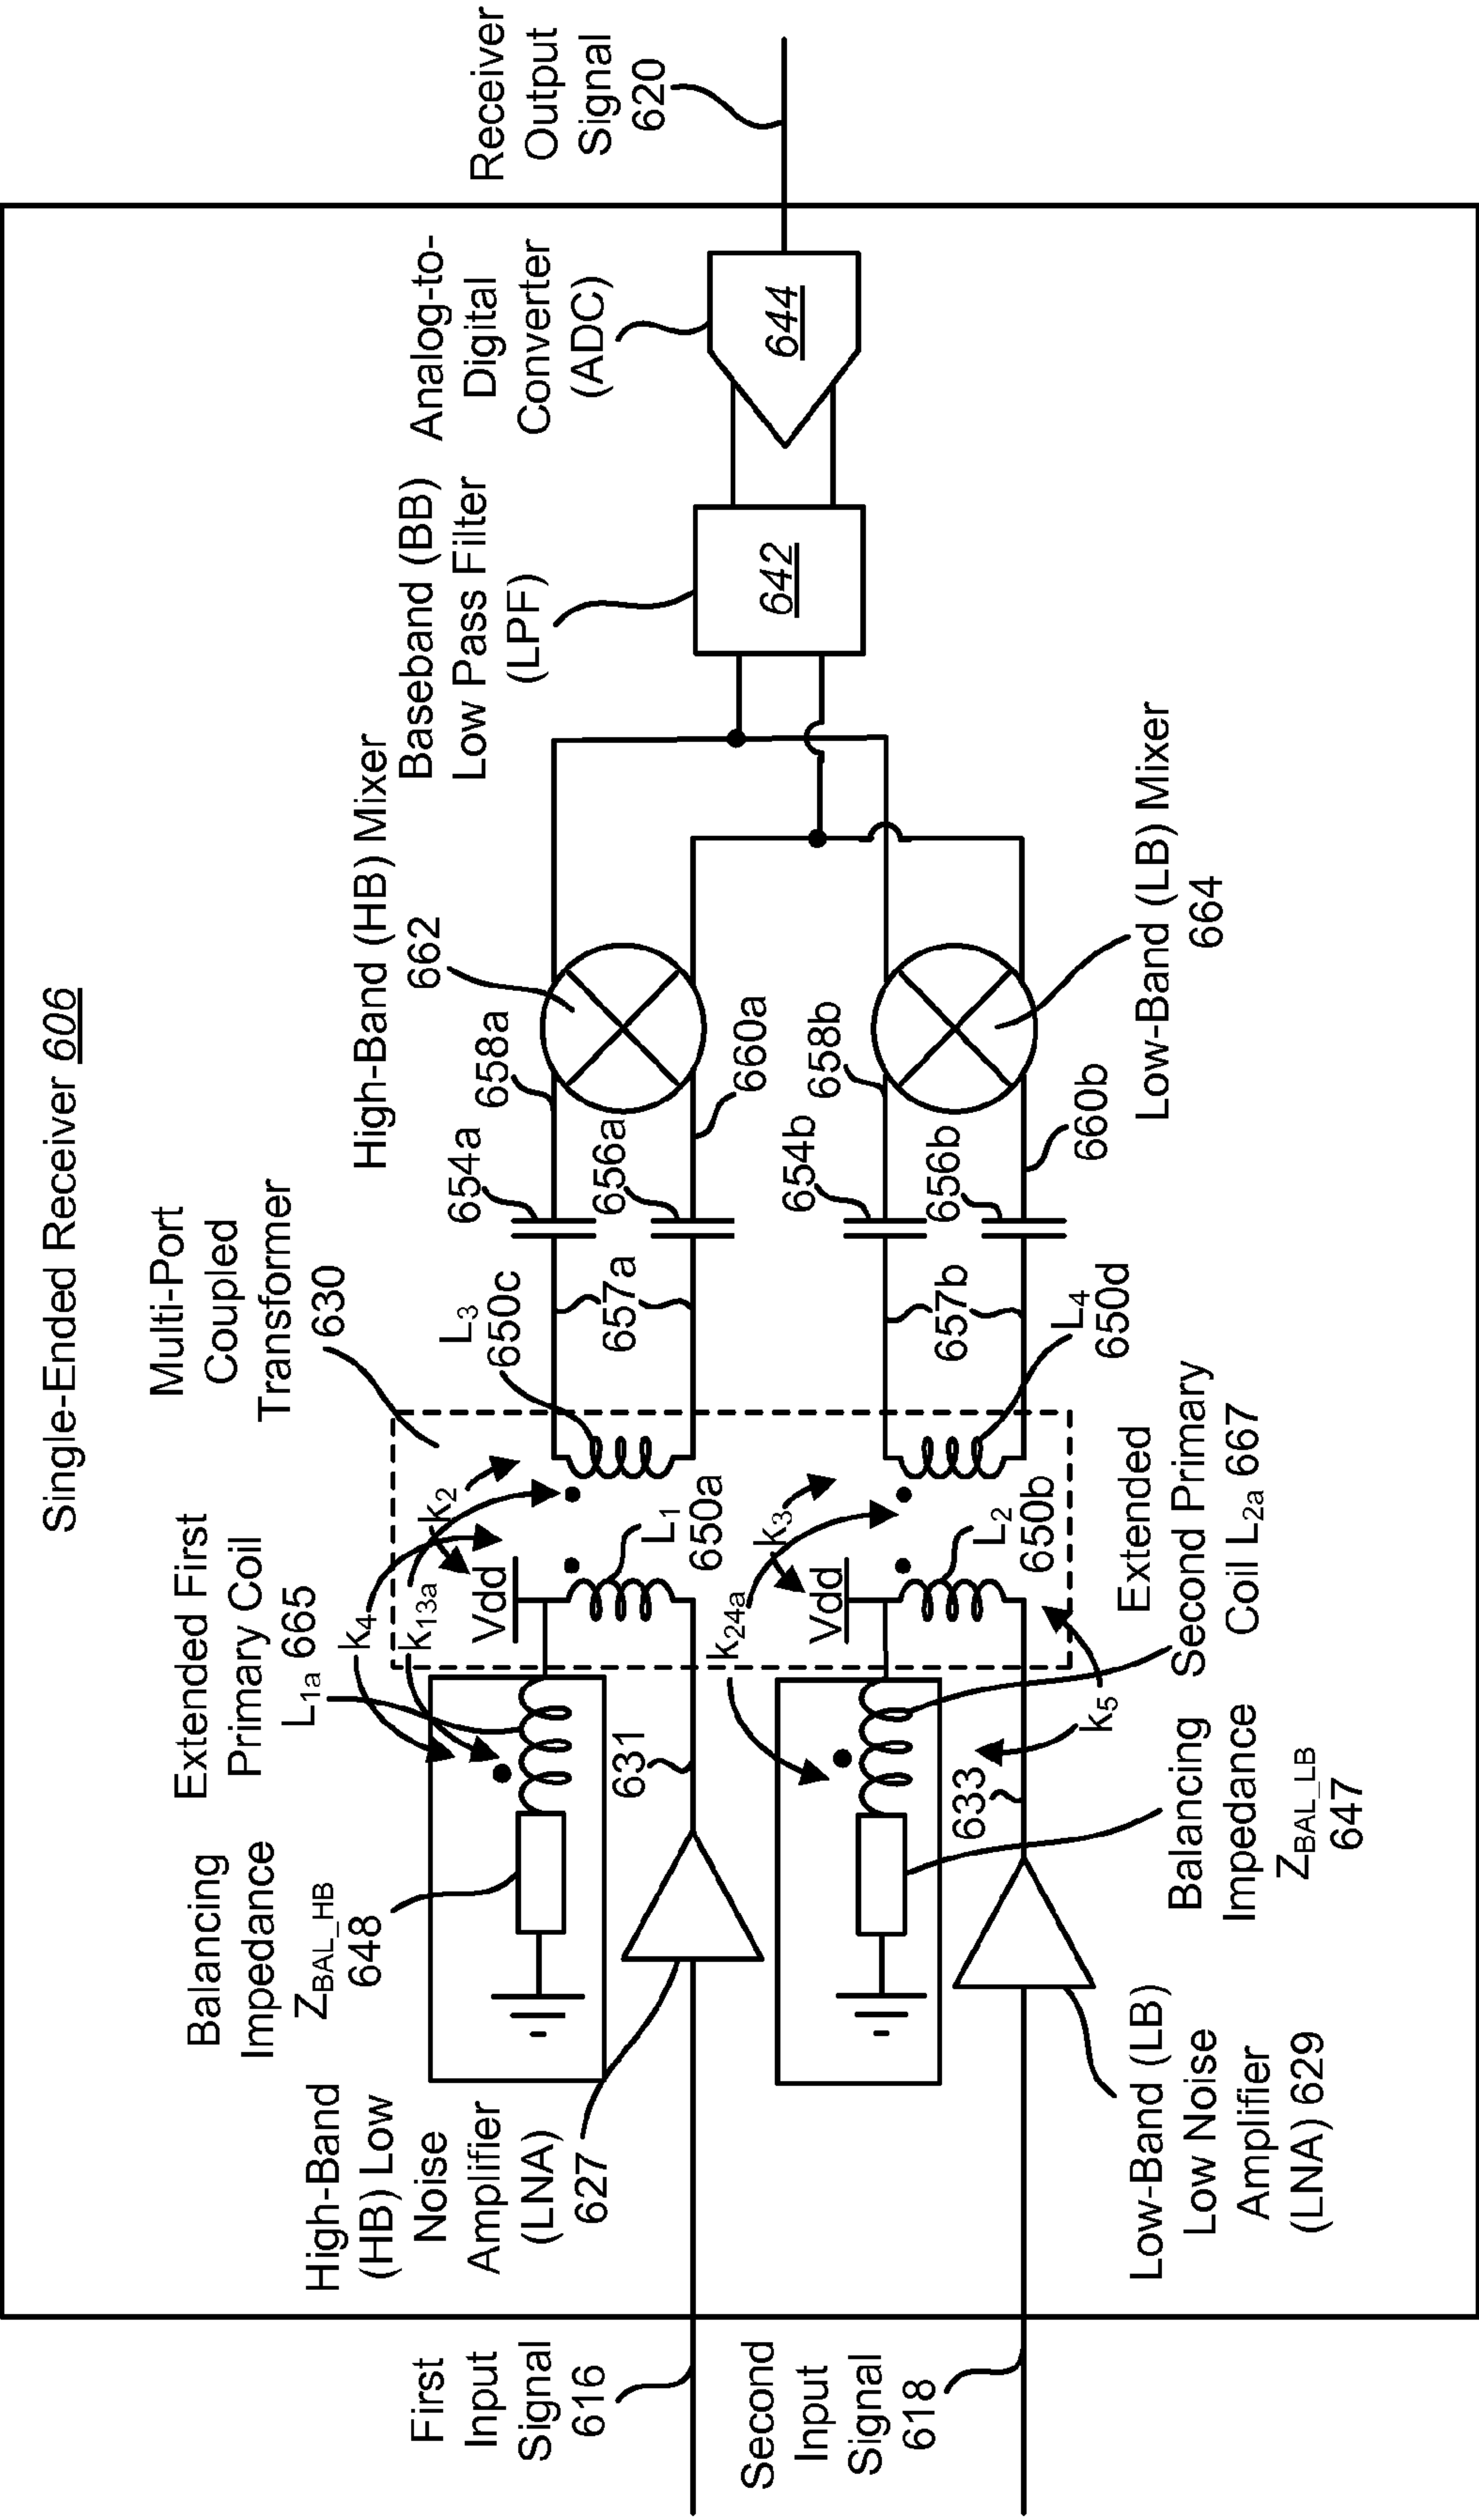 Single-Ended Receiver 606
Multi-Port
Coupled
Transformer
630
Extended First
Primary Coil
L1a 665
Balancing
Impedance
ZBAL_HB
648
High-Band
(HB) Low
Noise
Amplifier
(LNA)
627
First
Input
Signal
616
Second
Input
Signal
618
k4
k13a
k2
Vdd
L1
650a
L3
650c
657a
654a
656a
658a
660a
High-Band (HB) Mixer
662
Baseband (BB)
Low Pass Filter
(LPF)
642
Analog-to-
Digital
Converter
(ADC)
644
Receiver
Output
Signal
620
631
k24a
k3
Vdd
L2
650b
L4
650d
657b
654b
656b
658b
660b
Low-Band (LB) Mixer
664
633
k5
Extended
Second Primary
Coil L2a 667
Balancing
Impedance
ZBAL_LB
647
Low-Band (LB)
Low Noise
Amplifier
(LNA) 629